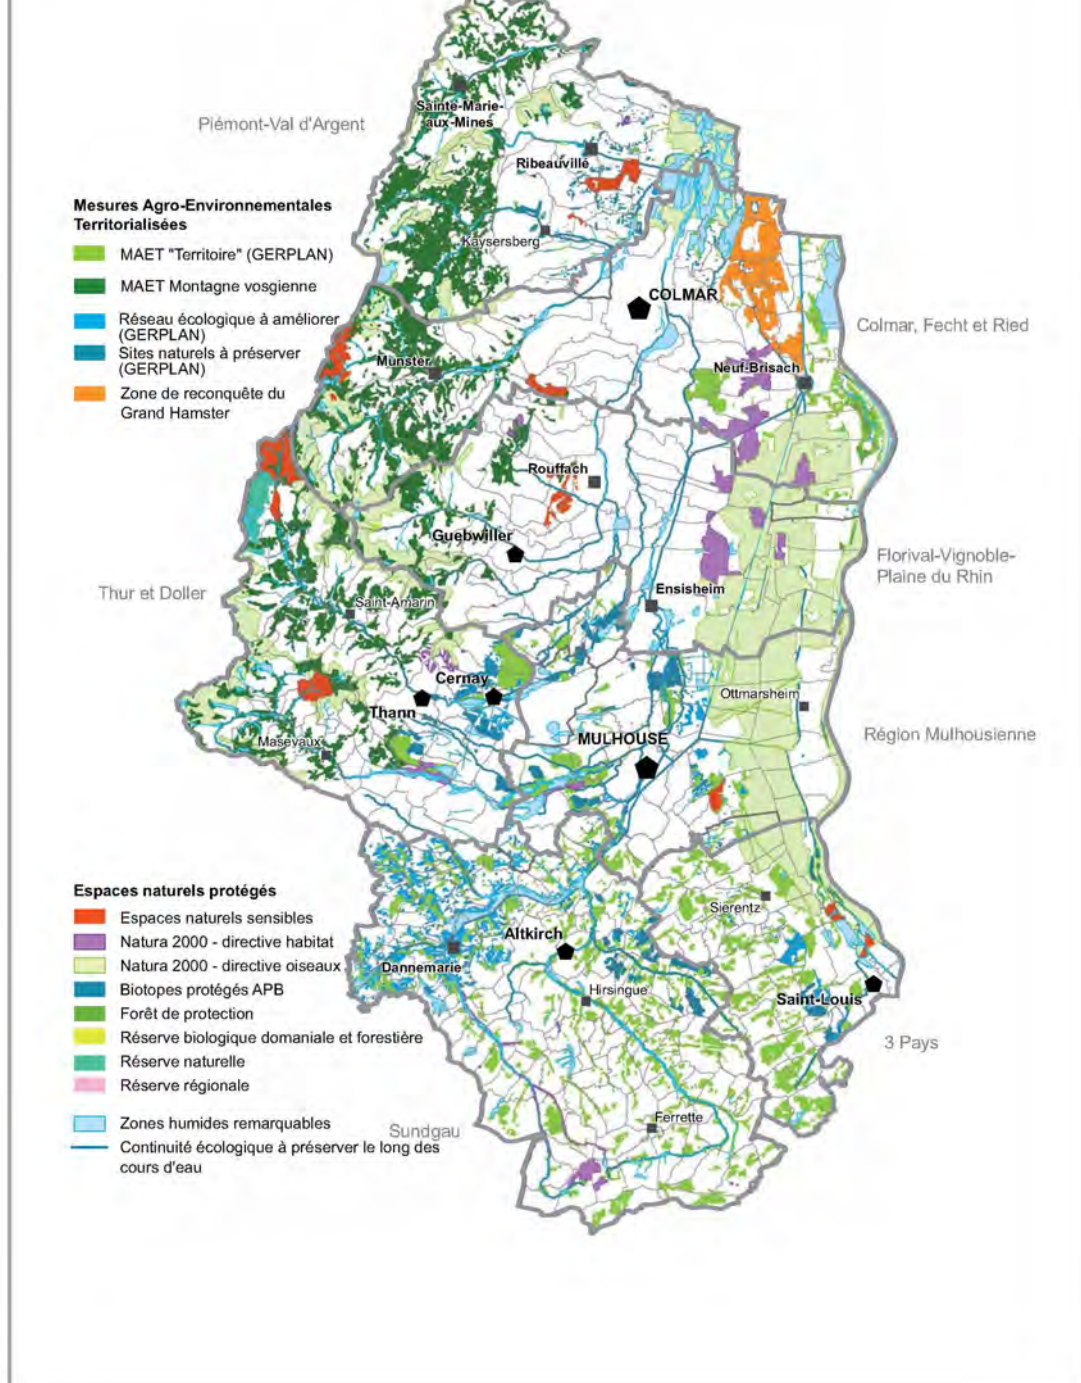 Sainte-Marie-
aux-Mines
Piémont-Val d'Argent
Ribeauvillé
Mesures Agro-Environnementales
Territorialisées
MAET "Territoire" (GERPLAN)
MAET Montagne vosgienne
Réseau écologique à améliorer
(GERPLAN)
Sites naturels à préserver
(GERPLAN)
Zone de reconquête du
Grand Hamster
Kaysersberg
COLMAR
Colmar, Fecht et Ried
Munster
Neuf-Brisach
Rouffach
Guebwiller
Florival-Vignoble-
Plaine du Rhin
Ensisheim
Thur et Doller
Saint-Amarin
Cernay
Thann
Ottmarsheim
Masevaux
MULHOUSE
Région Mulhousienne
Espaces naturels protégés
Espaces naturels sensibles
Natura 2000 - directive habitat
Natura 2000 - directive oiseaux
Biotopes protégés APB
Forêt de protection
Réserve biologique domaniale et forestière
Réserve naturelle
Réserve régionale
Zones humides remarquables
Continuité écologique à préserver le long des
cours d'eau
Sierentz
Altkirch
Dannemarie
Hirsingue
Saint-Louis
3 Pays
Ferrette
Sundgau